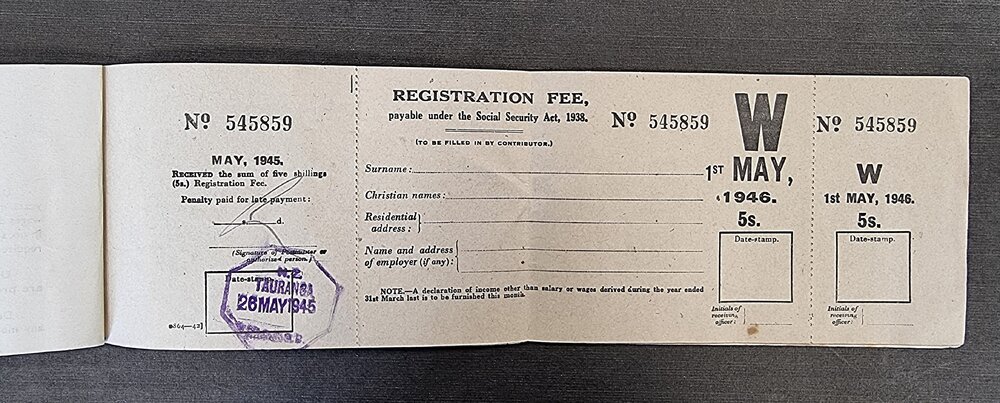 Nº 545859
MAY, 1945.
RECEIVED the sum of five shillings
(5s.) Registration Fee.
Penalty paid for late payment:
d.
(Signature of Postmaster or
authorized person.)
Date-stamp.
N.Z.
TAURANGA
26 MAY 1945
REGISTRATION FEE,
payable under the Social Security Act, 1938.
(TO BE FILLED IN BY CONTRIBUTOR.)
Surname:
Christian names:
Residential
address:
Name and address
of employer (if any):
NOTE.—A declaration of income other than salary or wages derived during the year ended
31st March last is to be furnished this month.
Nº 545859
W
1ST MAY,
1946.
5s.
Date-stamp.
Initials of
receiving
officer:
Nº 545859
W
1st MAY, 1946.
5s.
Date-stamp.
Initials of
receiving
officer: